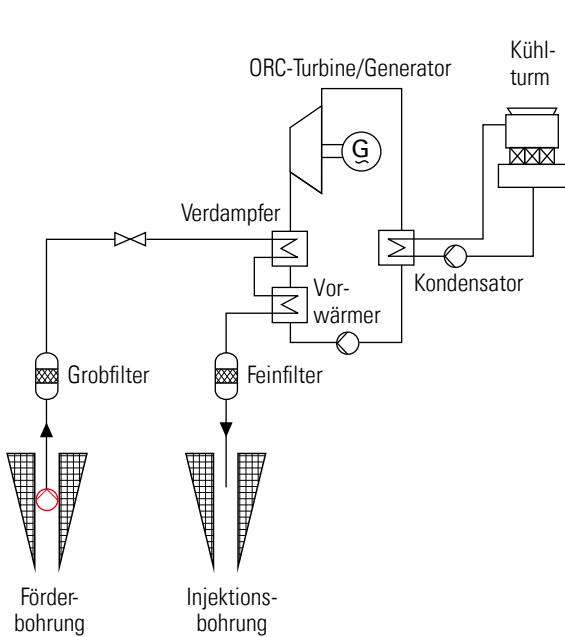 Kühl-
turm
ORC-Turbine/Generator
G
Verdampfer
Kondensator
Vor-
wärmer
Grobfilter
Feinfilter
Förder-
bohrung
Injektions-
bohrung